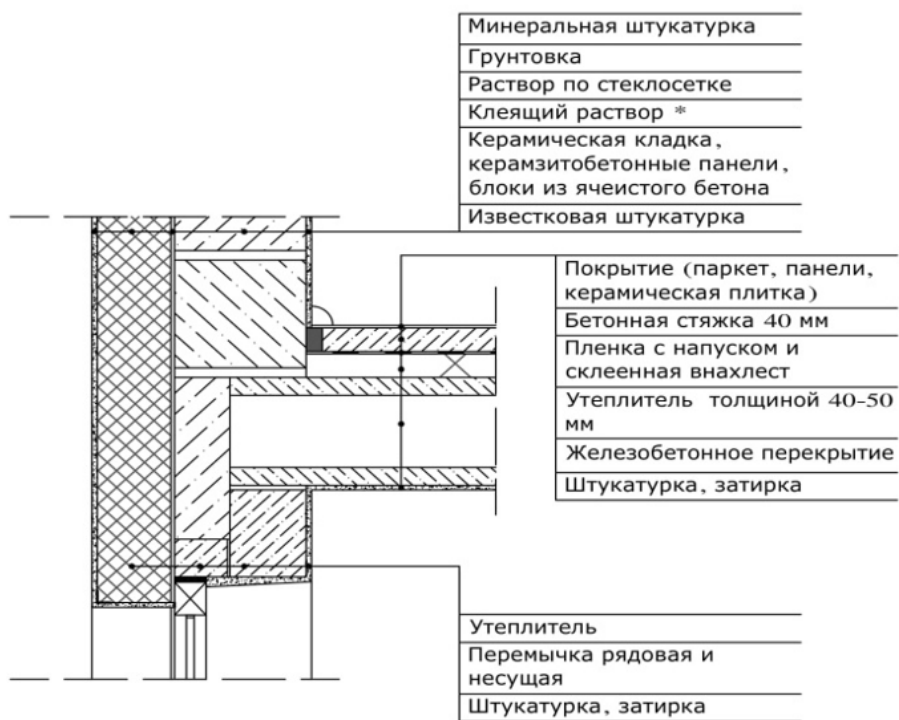 Минеральная штукатурка
Грунтовка
Раствор по стеклосетке
Клеящий раствор *
Керамическая кладка,
керамзитобетонные панели,
блоки из ячеистого бетона
Известковая штукатурка
Покрытие (паркет, панели,
керамическая плитка)
Бетонная стяжка 40 мм
Пленка с напуском и
склеенная внахлест
Утеплитель толщиной 40-50
мм
Железобетонное перекрытие
Штукатурка, затирка
Утеплитель
Перемычка рядовая и
несущая
Штукатурка, затирка